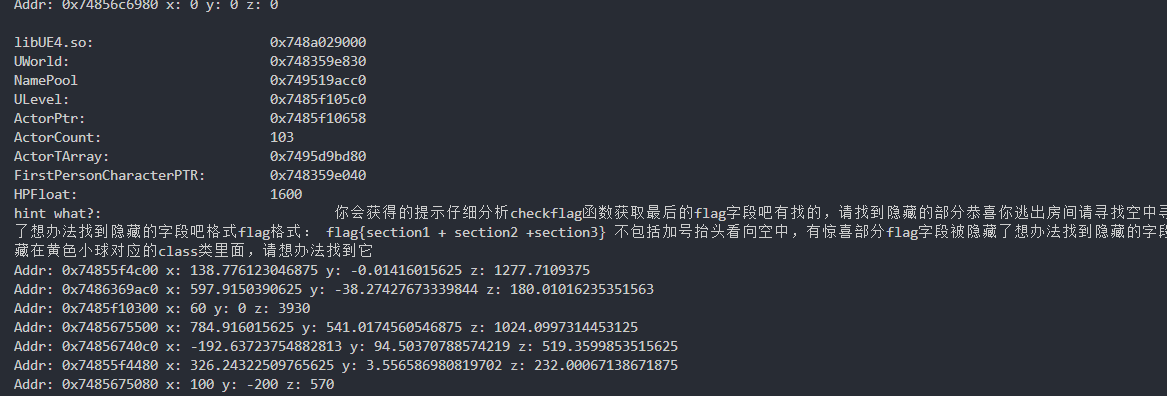 Addr: 0x74856c6980 x: 0 y: 0 z: 0
libUE4.so: 0x748a029000
UWorld: 0x748359e830
NamePool 0x749519acc0
ULevel: 0x7485f105c0
ActorPtr: 0x7485f10658
ActorCount: 103
ActorTArray: 0x7495d9bd80
FirstPersonCharacterPTR: 0x748359e040
HPFloat: 1600
hint what?: 你会获得的提示仔细分析checkflag函数获取最后的flag字段吧有找的，请找到隐藏的部分恭喜你逃出房间请寻找空中寻
了想办法找到隐藏的字段吧格式flag格式： flag{section1 + section2 +section3} 不包括加号抬头看向空中，有惊喜部分flag字段被隐藏了想办法找到隐藏的字段
藏在黄色小球对应的class类里面，请想办法找到它
Addr: 0x74855f4c00 x: 138.776123046875 y: -0.01416015625 z: 1277.7109375
Addr: 0x7486369ac0 x: 597.9150390625 y: -38.27427673339844 z: 180.01016235351563
Addr: 0x7485f10300 x: 60 y: 0 z: 3930
Addr: 0x7485675500 x: 784.916015625 y: 541.0174560546875 z: 1024.0997314453125
Addr: 0x74856740c0 x: -192.63723754882813 y: 94.50370788574219 z: 519.3599853515625
Addr: 0x74855f4480 x: 326.24322509765625 y: 3.556586980819702 z: 232.00067138671875
Addr: 0x7485675080 x: 100 y: -200 z: 570